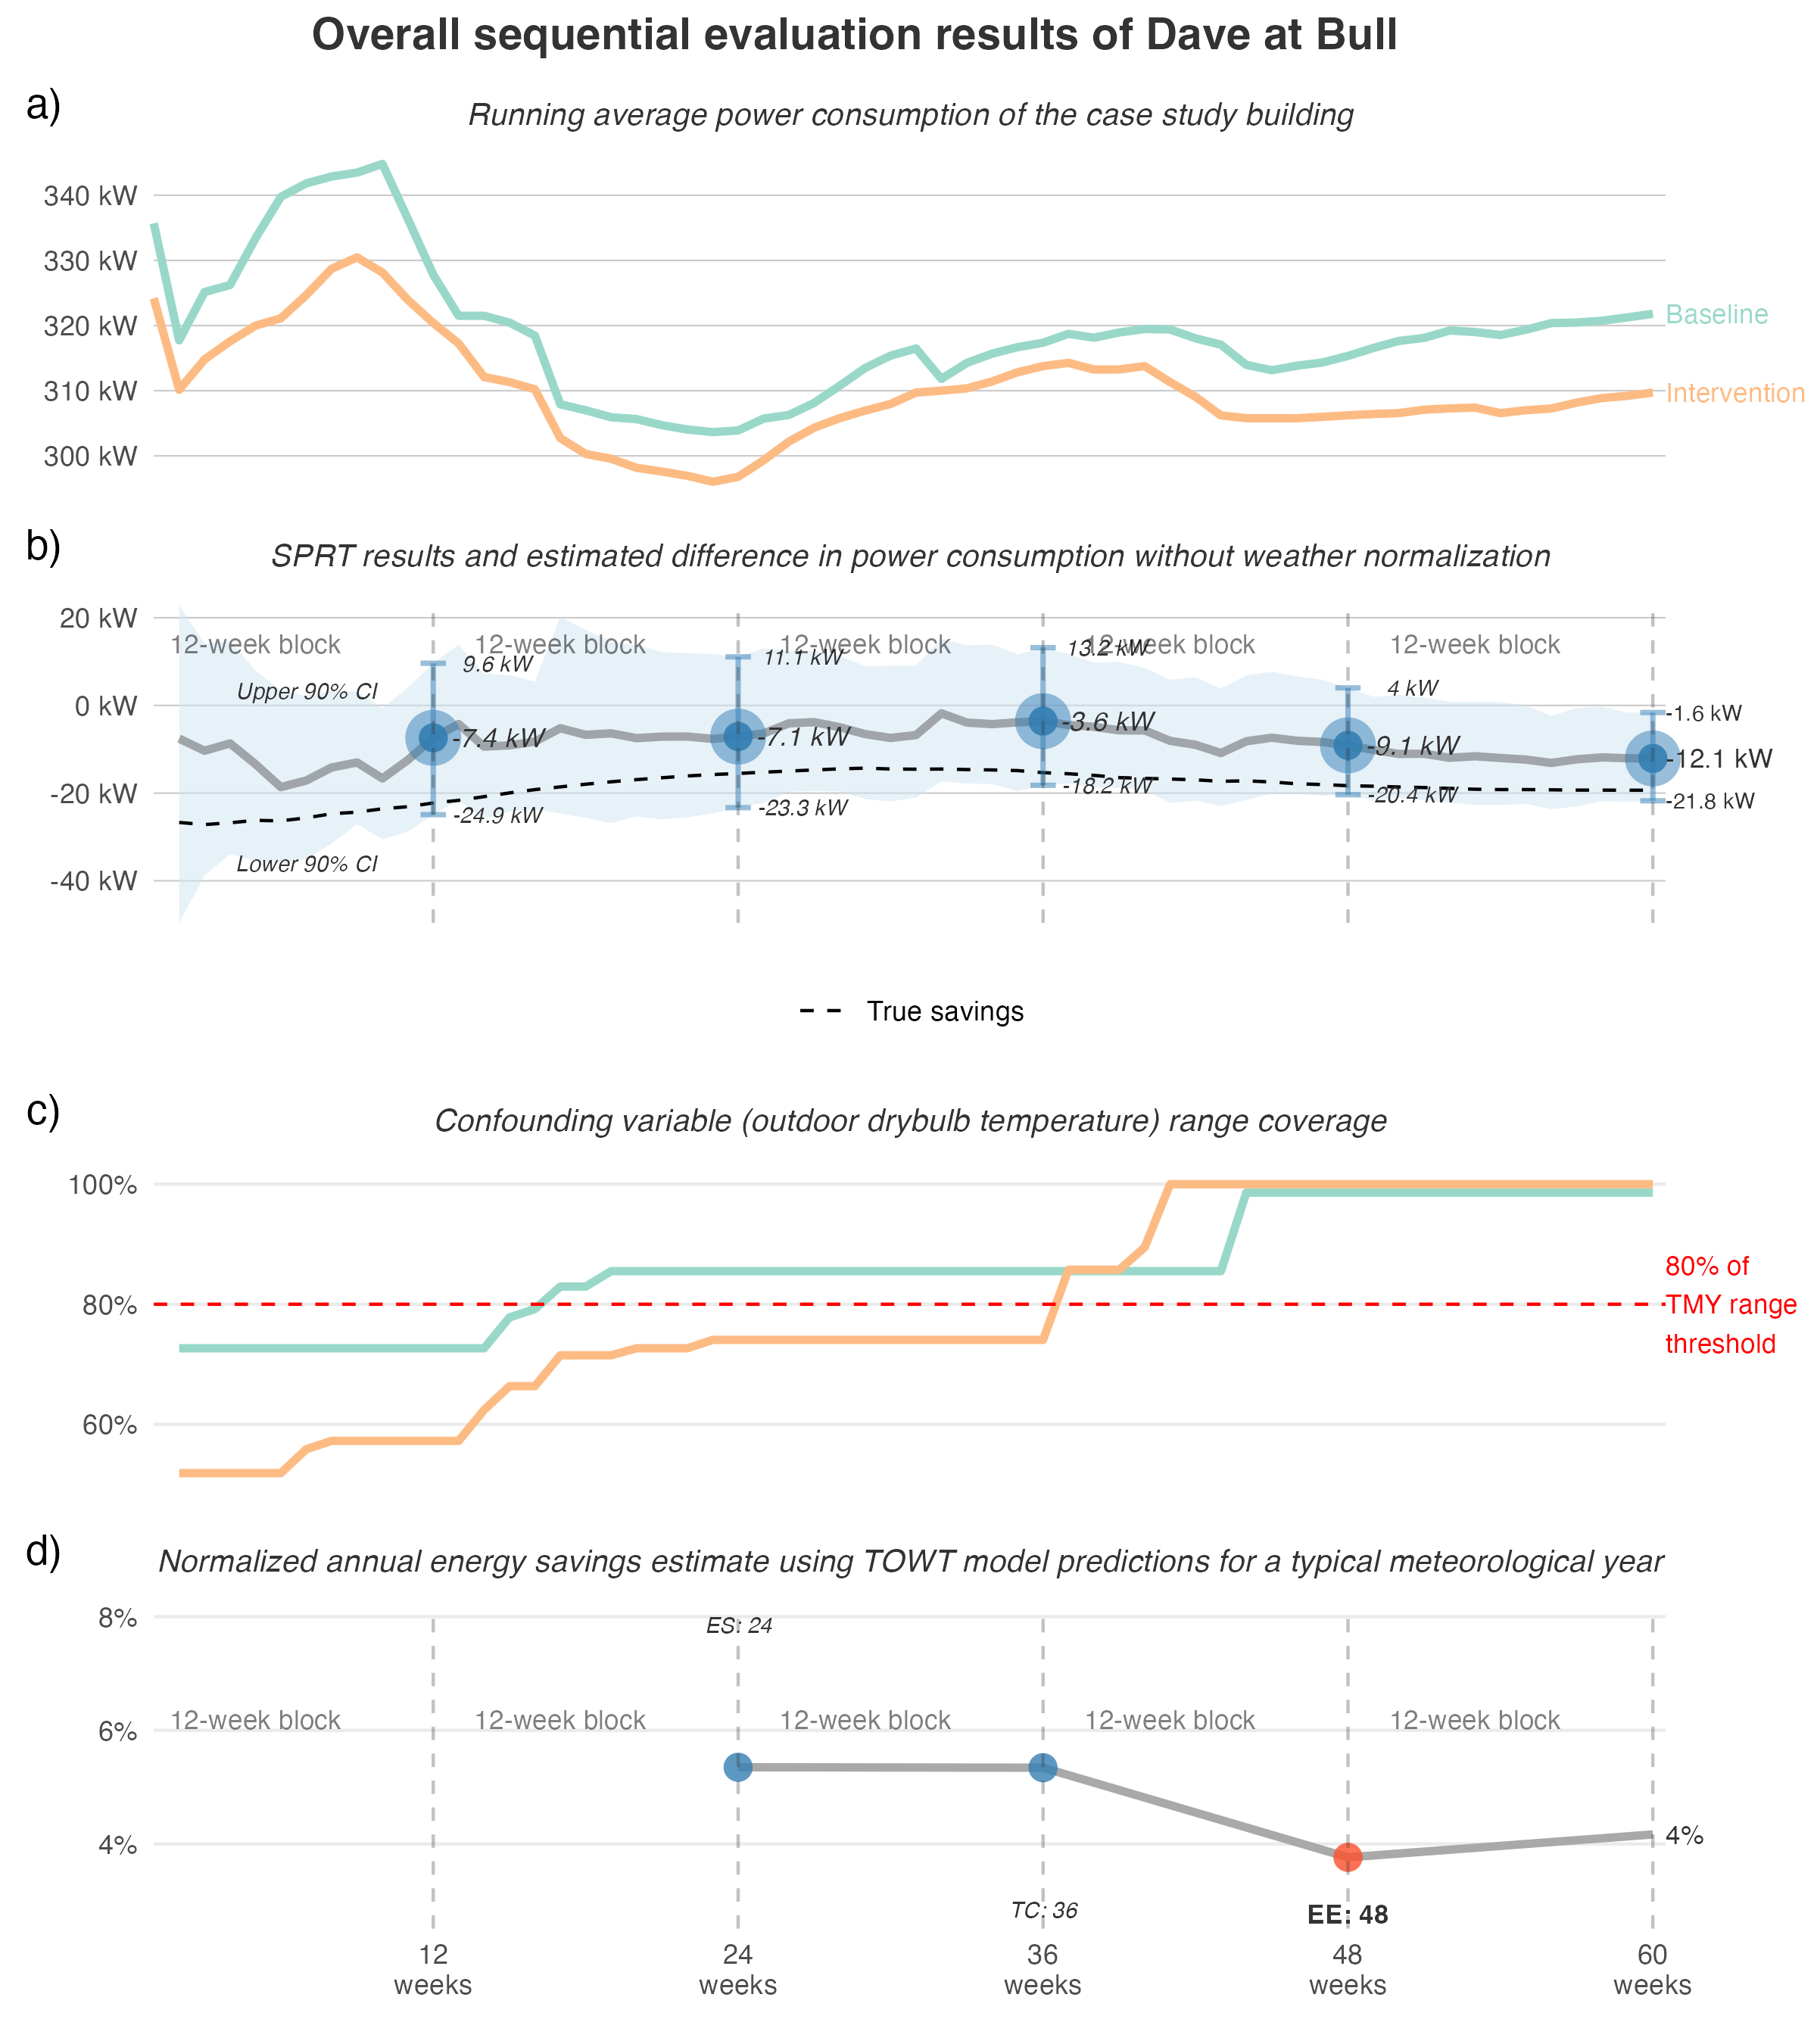 Overall sequential evaluation results of Dave at Bull
a)
Running average power consumption of the case study building
340 kW
330 kW
320 kW
310 kW
300 kW
Baseline
Intervention
b)
SPRT results and estimated difference in power consumption without weather normalization
20 kW
0 kW
-20 kW
-40 kW
12-week block
12-week block
12-week block
12-week block
12-week block
Upper 90% CI
Lower 90% CI
9.6 kW
-7.4 kW
-24.9 kW
11.1 kW
-7.1 kW
-23.3 kW
13.2 kW
-3.6 kW
-18.2 kW
4 kW
-9.1 kW
-20.4 kW
-1.6 kW
-12.1 kW
-21.8 kW
True savings
c)
Confounding variable (outdoor drybulb temperature) range coverage
100%
80%
60%
80% of
TMY range
threshold
d)
Normalized annual energy savings estimate using TOWT model predictions for a typical meteorological year
8%
6%
4%
ES: 24
12-week block
12-week block
12-week block
12-week block
12-week block
4%
TC: 36
EE: 48
12
weeks
24
weeks
36
weeks
48
weeks
60
weeks